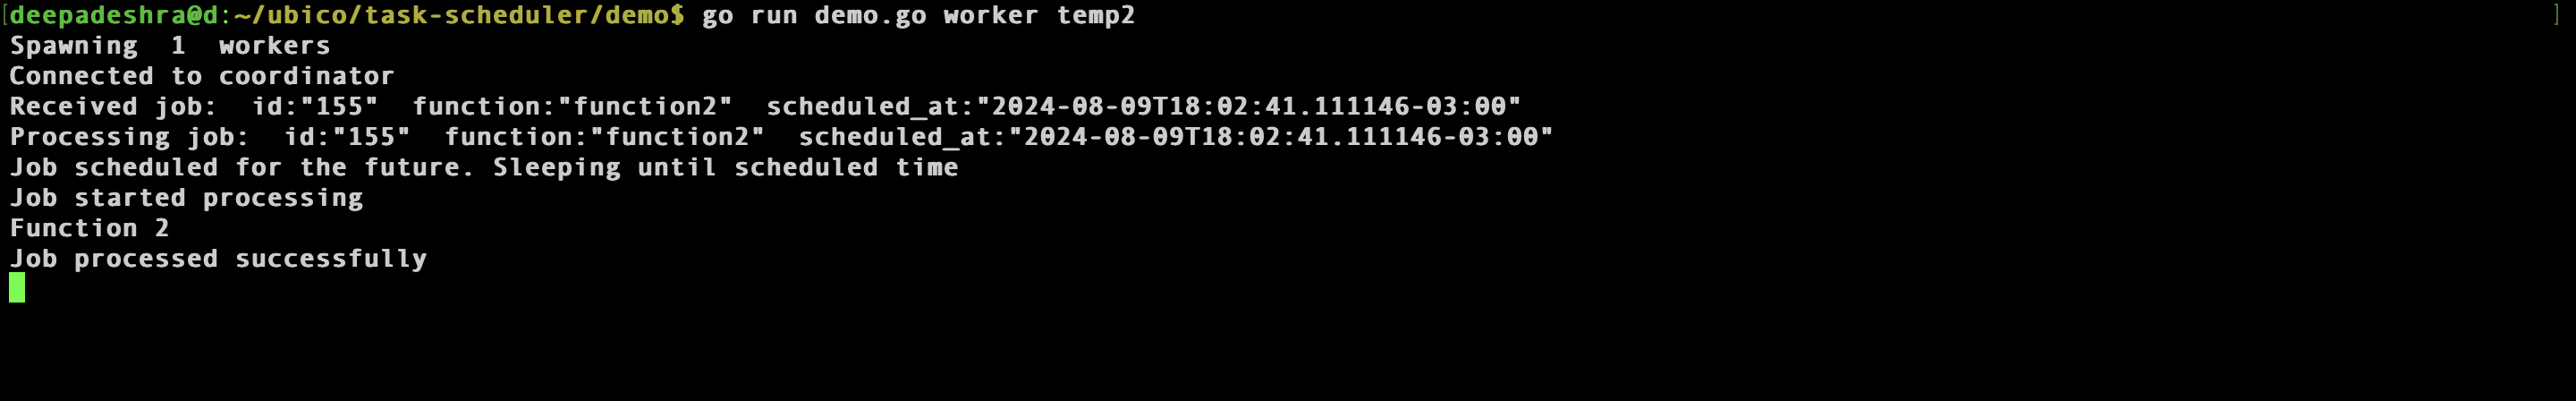 [deepadeshra@d:~/ubico/task-scheduler/demo$ go run demo.go worker temp2 ]
Spawning  1  workers
Connected to coordinator
Received job:  id:"155"  function:"function2"  scheduled_at:"2024-08-09T18:02:41.111146-03:00"
Processing job:  id:"155"  function:"function2"  scheduled_at:"2024-08-09T18:02:41.111146-03:00"
Job scheduled for the future. Sleeping until scheduled time
Job started processing
Function 2
Job processed successfully